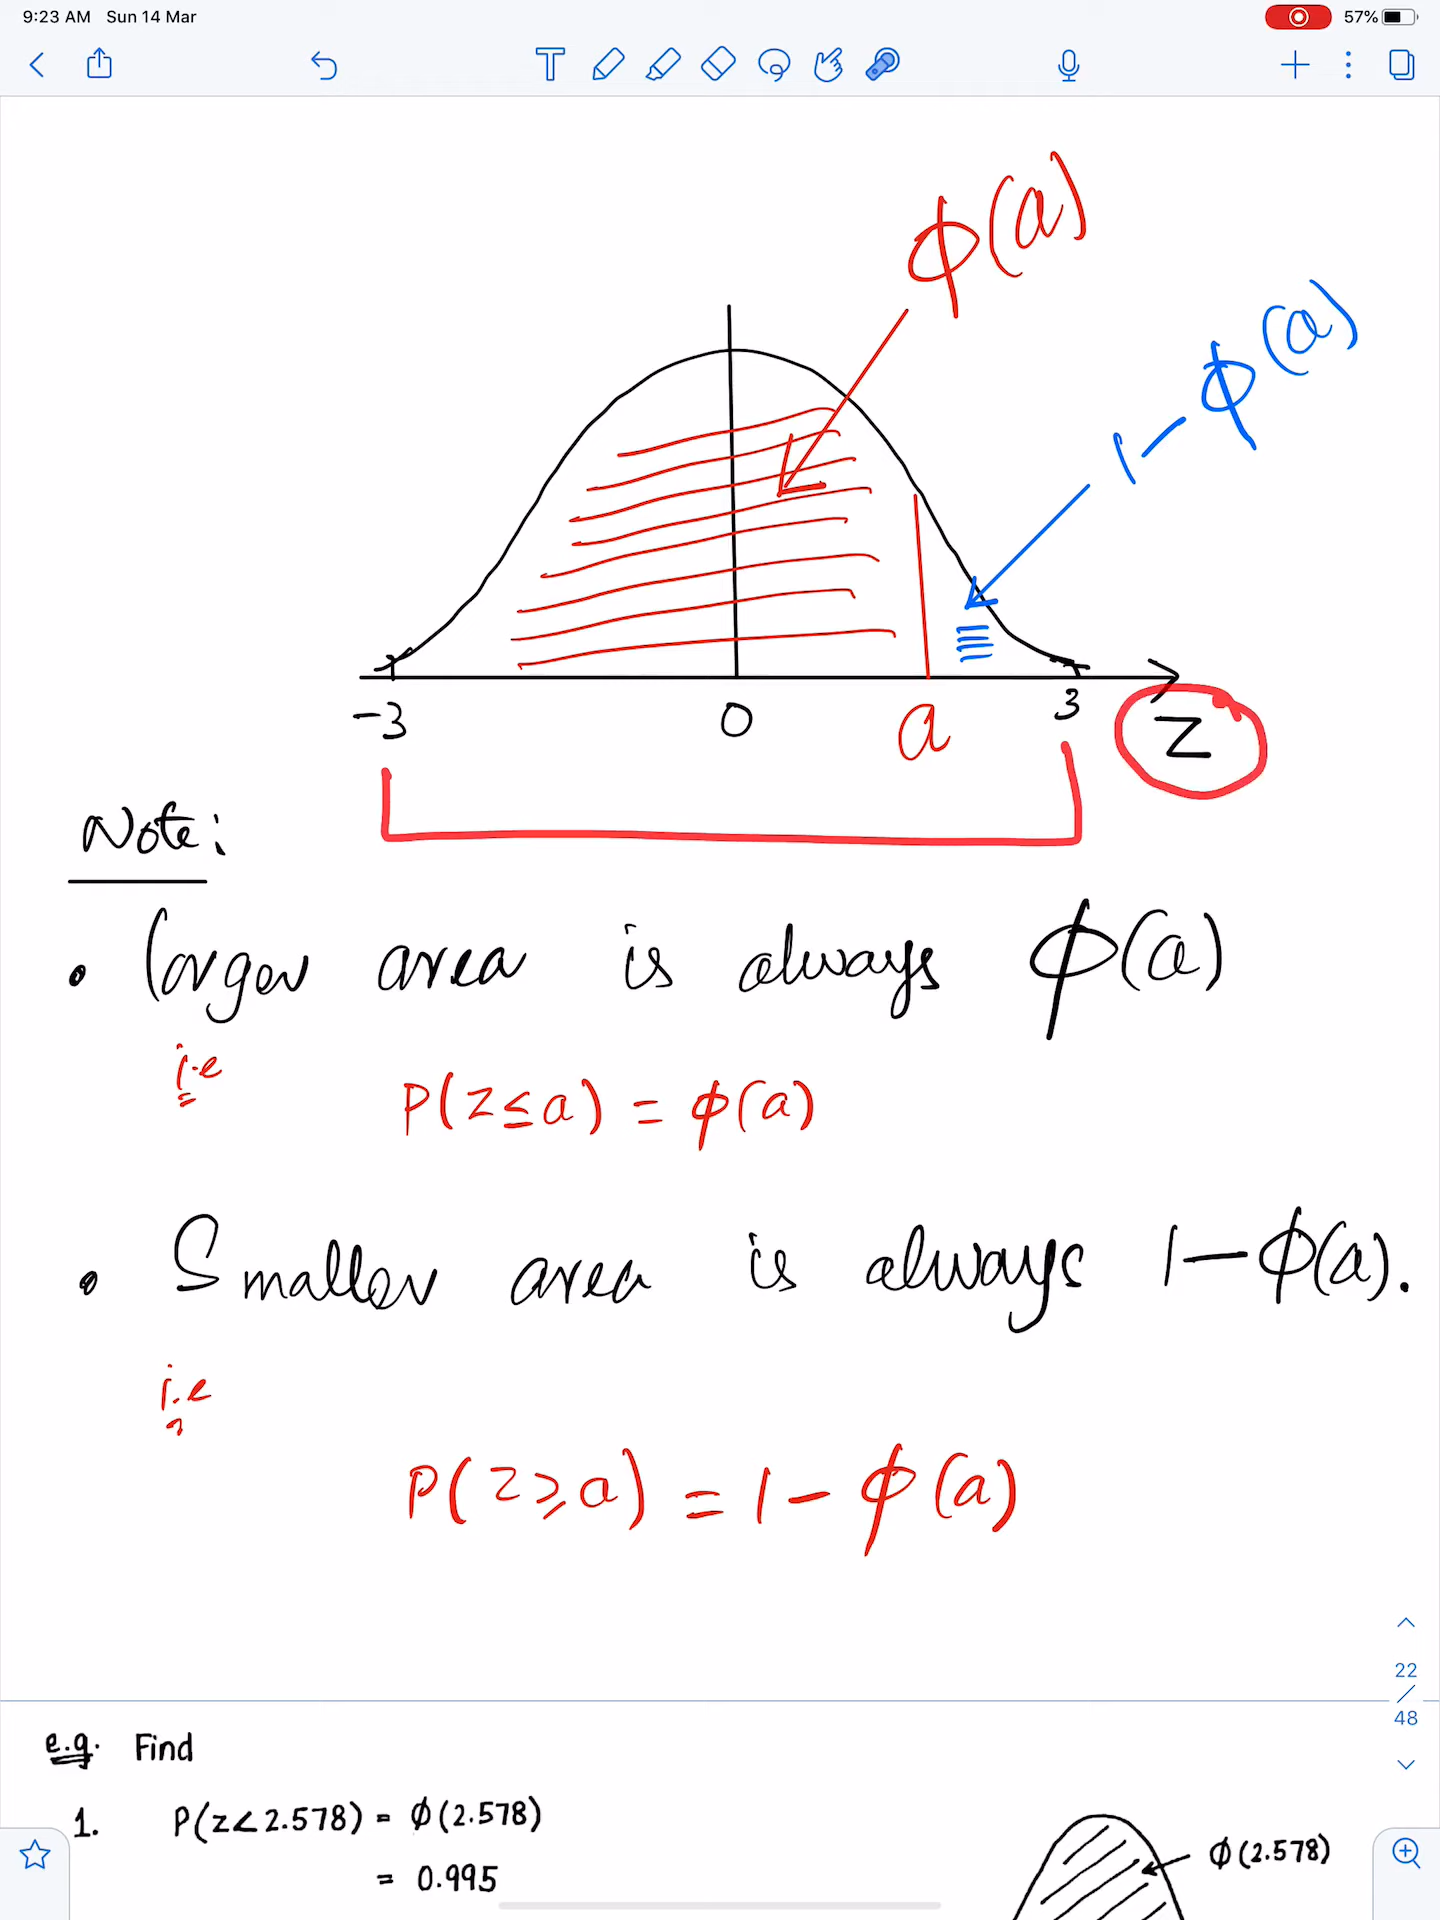 9:23 AM Sun 14 Mar 57%
T
ϕ(a)
1-ϕ(a)
-3 0 a 3 Z
Note:
• larger area is always ϕ(a)
i.e
P(Z≤a) = ϕ(a)
• Smaller area is always 1-ϕ(a).
i.e
P(Z≥a) = 1-ϕ(a)
22
/
48
e.g. Find
1. P(Z<2.578) = ϕ(2.578)
ϕ(2.578)
= 0.995